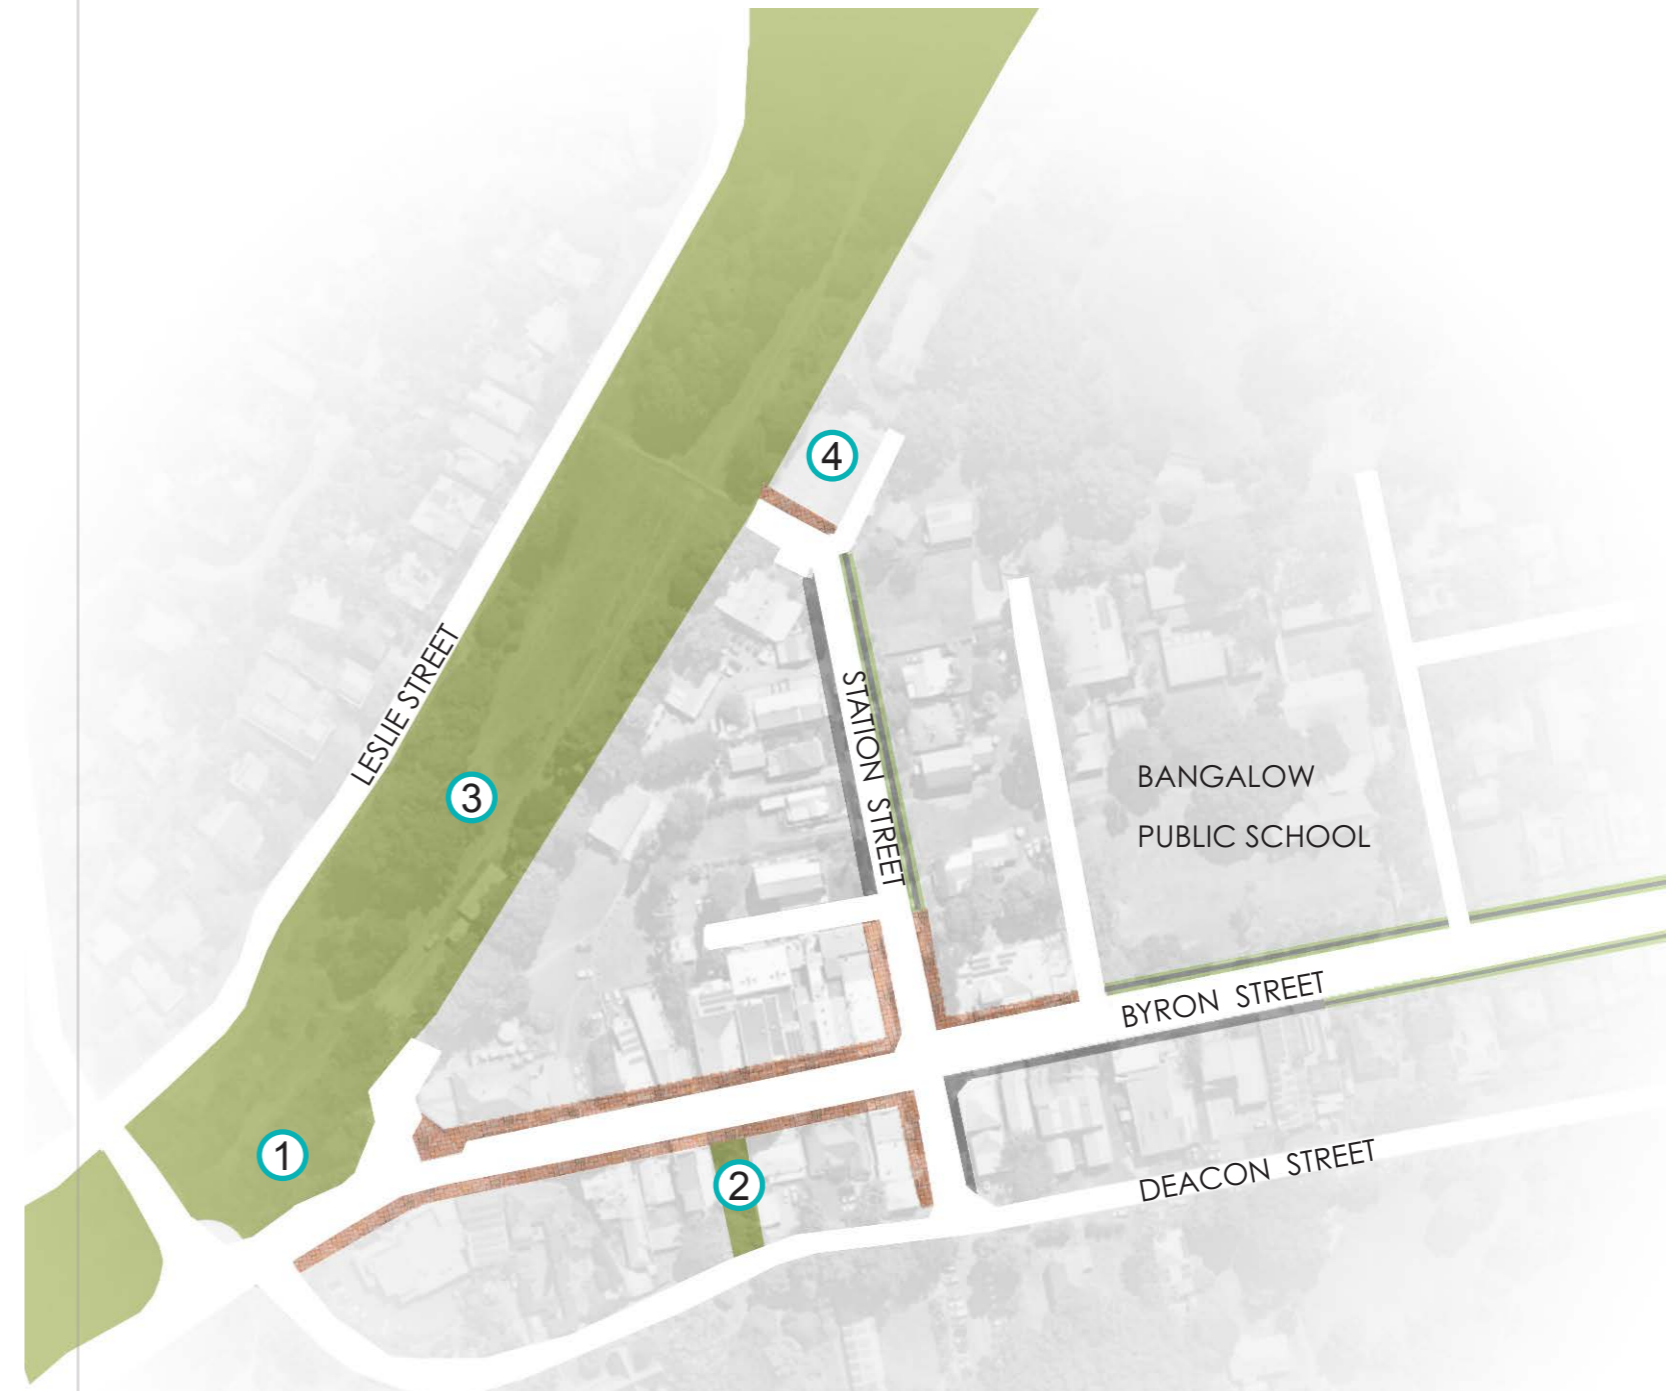 4
LESLIE STREET
STATION STREET
3
BANGALOW
PUBLIC SCHOOL
BYRON STREET
1
2
DEACON STREET